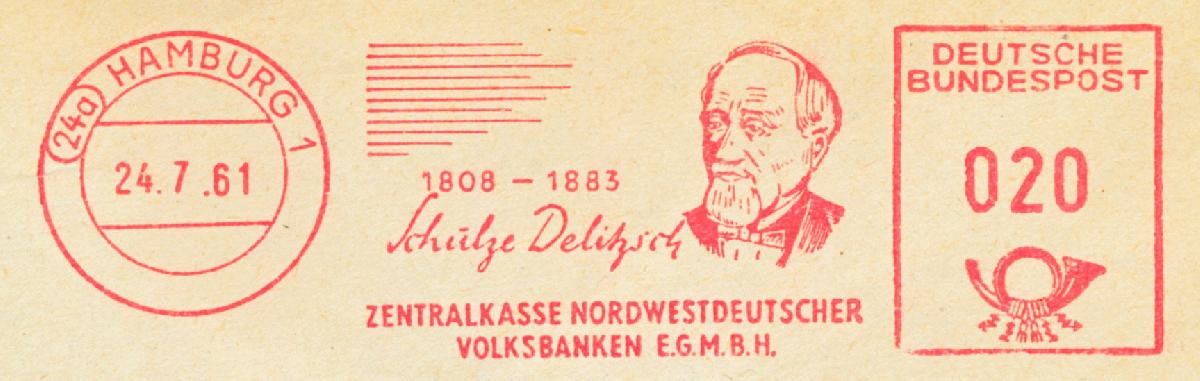 (24a) HAMBURG 1
24.7.61
1808 – 1883
Schulze Delitzsch
ZENTRALKASSE NORDWESTDEUTSCHER
VOLKSBANKEN E.G.M.B.H.
DEUTSCHE
BUNDESPOST
020